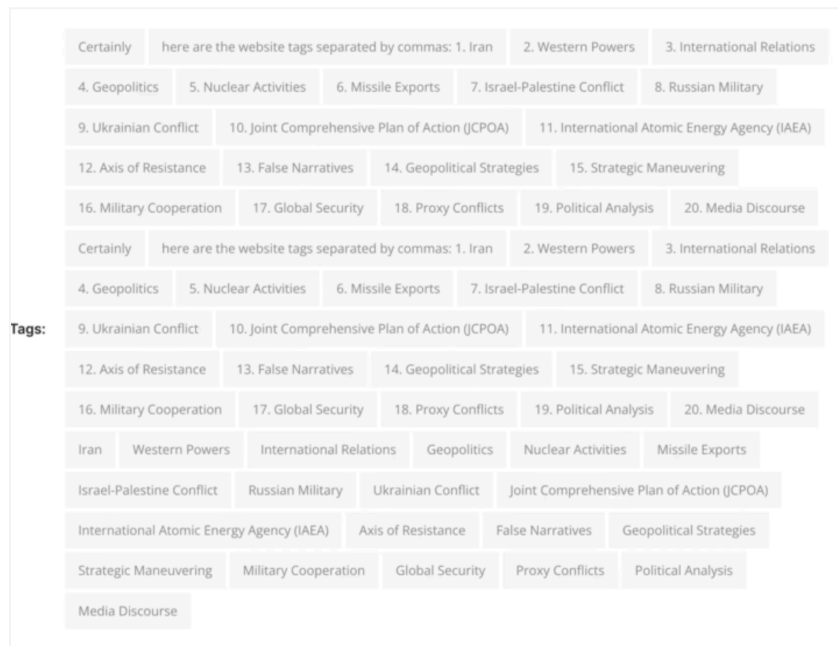 Certainly here are the website tags separated by commas: 1. Iran 2. Western Powers 3. International Relations
4. Geopolitics 5. Nuclear Activities 6. Missile Exports 7. Israel-Palestine Conflict 8. Russian Military
9. Ukrainian Conflict 10. Joint Comprehensive Plan of Action (JCPOA) 11. International Atomic Energy Agency (IAEA)
12. Axis of Resistance 13. False Narratives 14. Geopolitical Strategies 15. Strategic Maneuvering
16. Military Cooperation 17. Global Security 18. Proxy Conflicts 19. Political Analysis 20. Media Discourse
Certainly here are the website tags separated by commas: 1. Iran 2. Western Powers 3. International Relations
4. Geopolitics 5. Nuclear Activities 6. Missile Exports 7. Israel-Palestine Conflict 8. Russian Military
Tags: 9. Ukrainian Conflict 10. Joint Comprehensive Plan of Action (JCPOA) 11. International Atomic Energy Agency (IAEA)
12. Axis of Resistance 13. False Narratives 14. Geopolitical Strategies 15. Strategic Maneuvering
16. Military Cooperation 17. Global Security 18. Proxy Conflicts 19. Political Analysis 20. Media Discourse
Iran Western Powers International Relations Geopolitics Nuclear Activities Missile Exports
Israel-Palestine Conflict Russian Military Ukrainian Conflict Joint Comprehensive Plan of Action (JCPOA)
International Atomic Energy Agency (IAEA) Axis of Resistance False Narratives Geopolitical Strategies
Strategic Maneuvering Military Cooperation Global Security Proxy Conflicts Political Analysis
Media Discourse